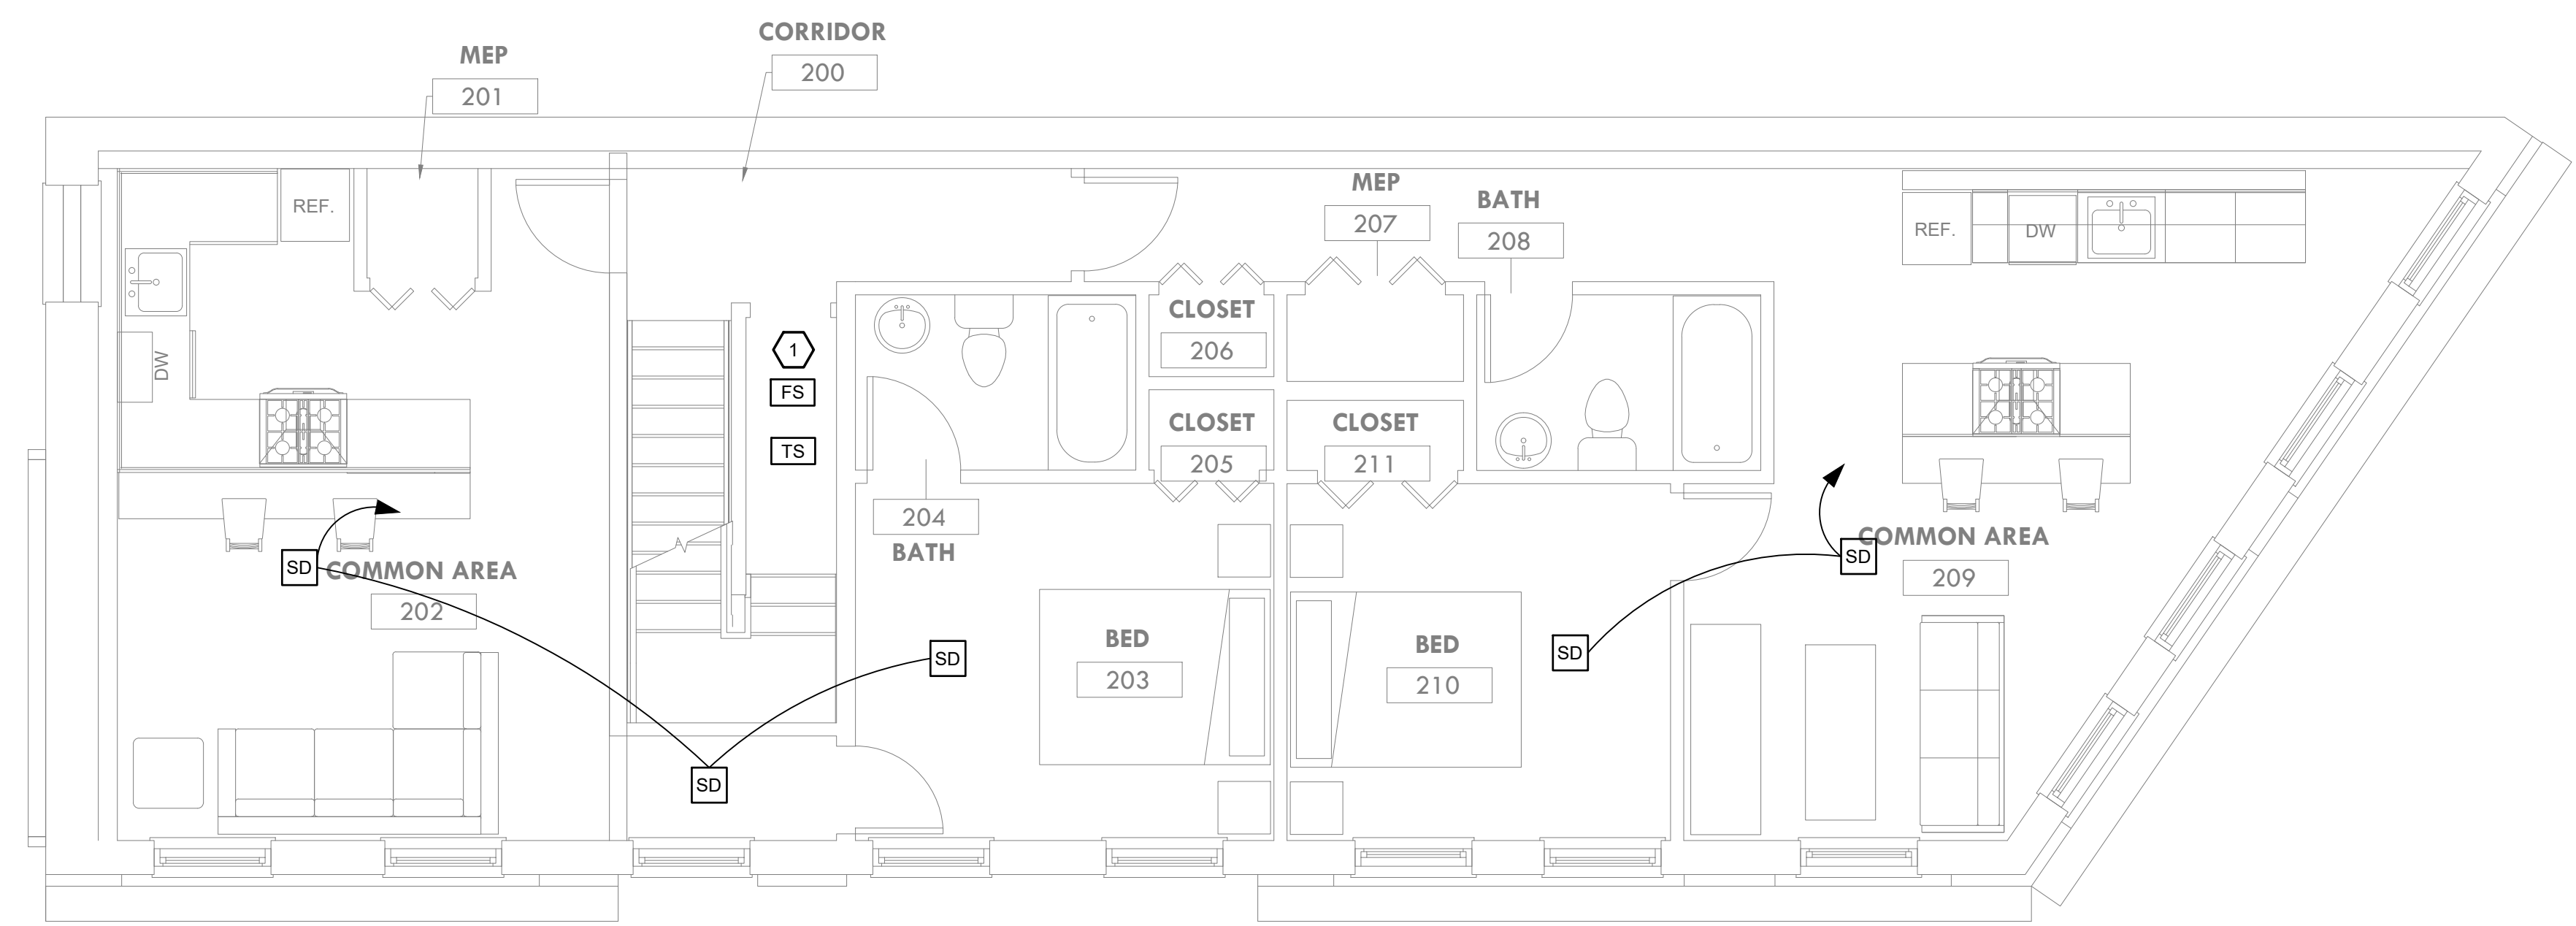 CORRIDOR
200
MEP
201
MEP
207
BATH
208
REF.
REF.
DW
CLOSET
206
1
FS
TS
DW
CLOSET
205
CLOSET
211
204
BATH
SD
COMMON AREA
202
SD
COMMON AREA
209
SD
BED
203
BED
210
SD
SD